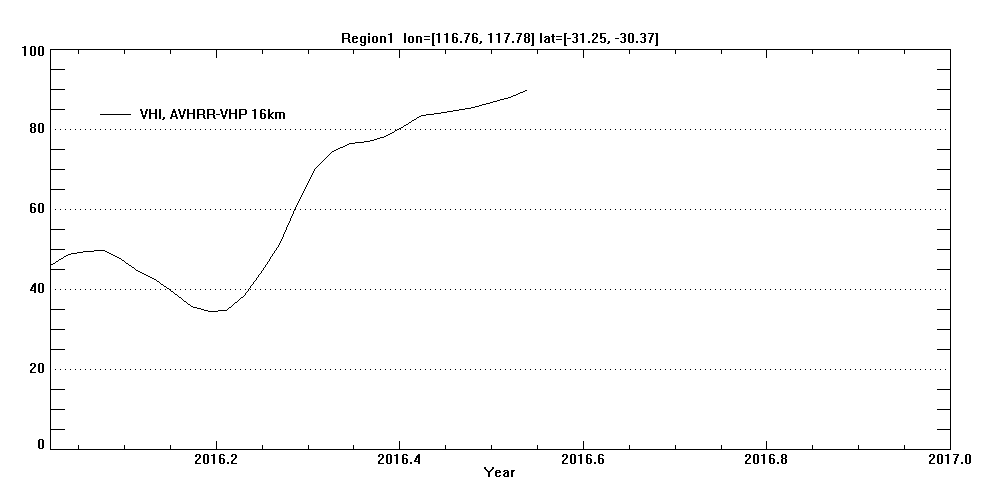 Region1 lon=[116.76, 117.78] lat=[-31.25, -30.37]
100
VHI, AVHRR-VHP 16km
80
60
40
20
0
2016.2 2016.4 2016.6 2016.8 2017.0
Year